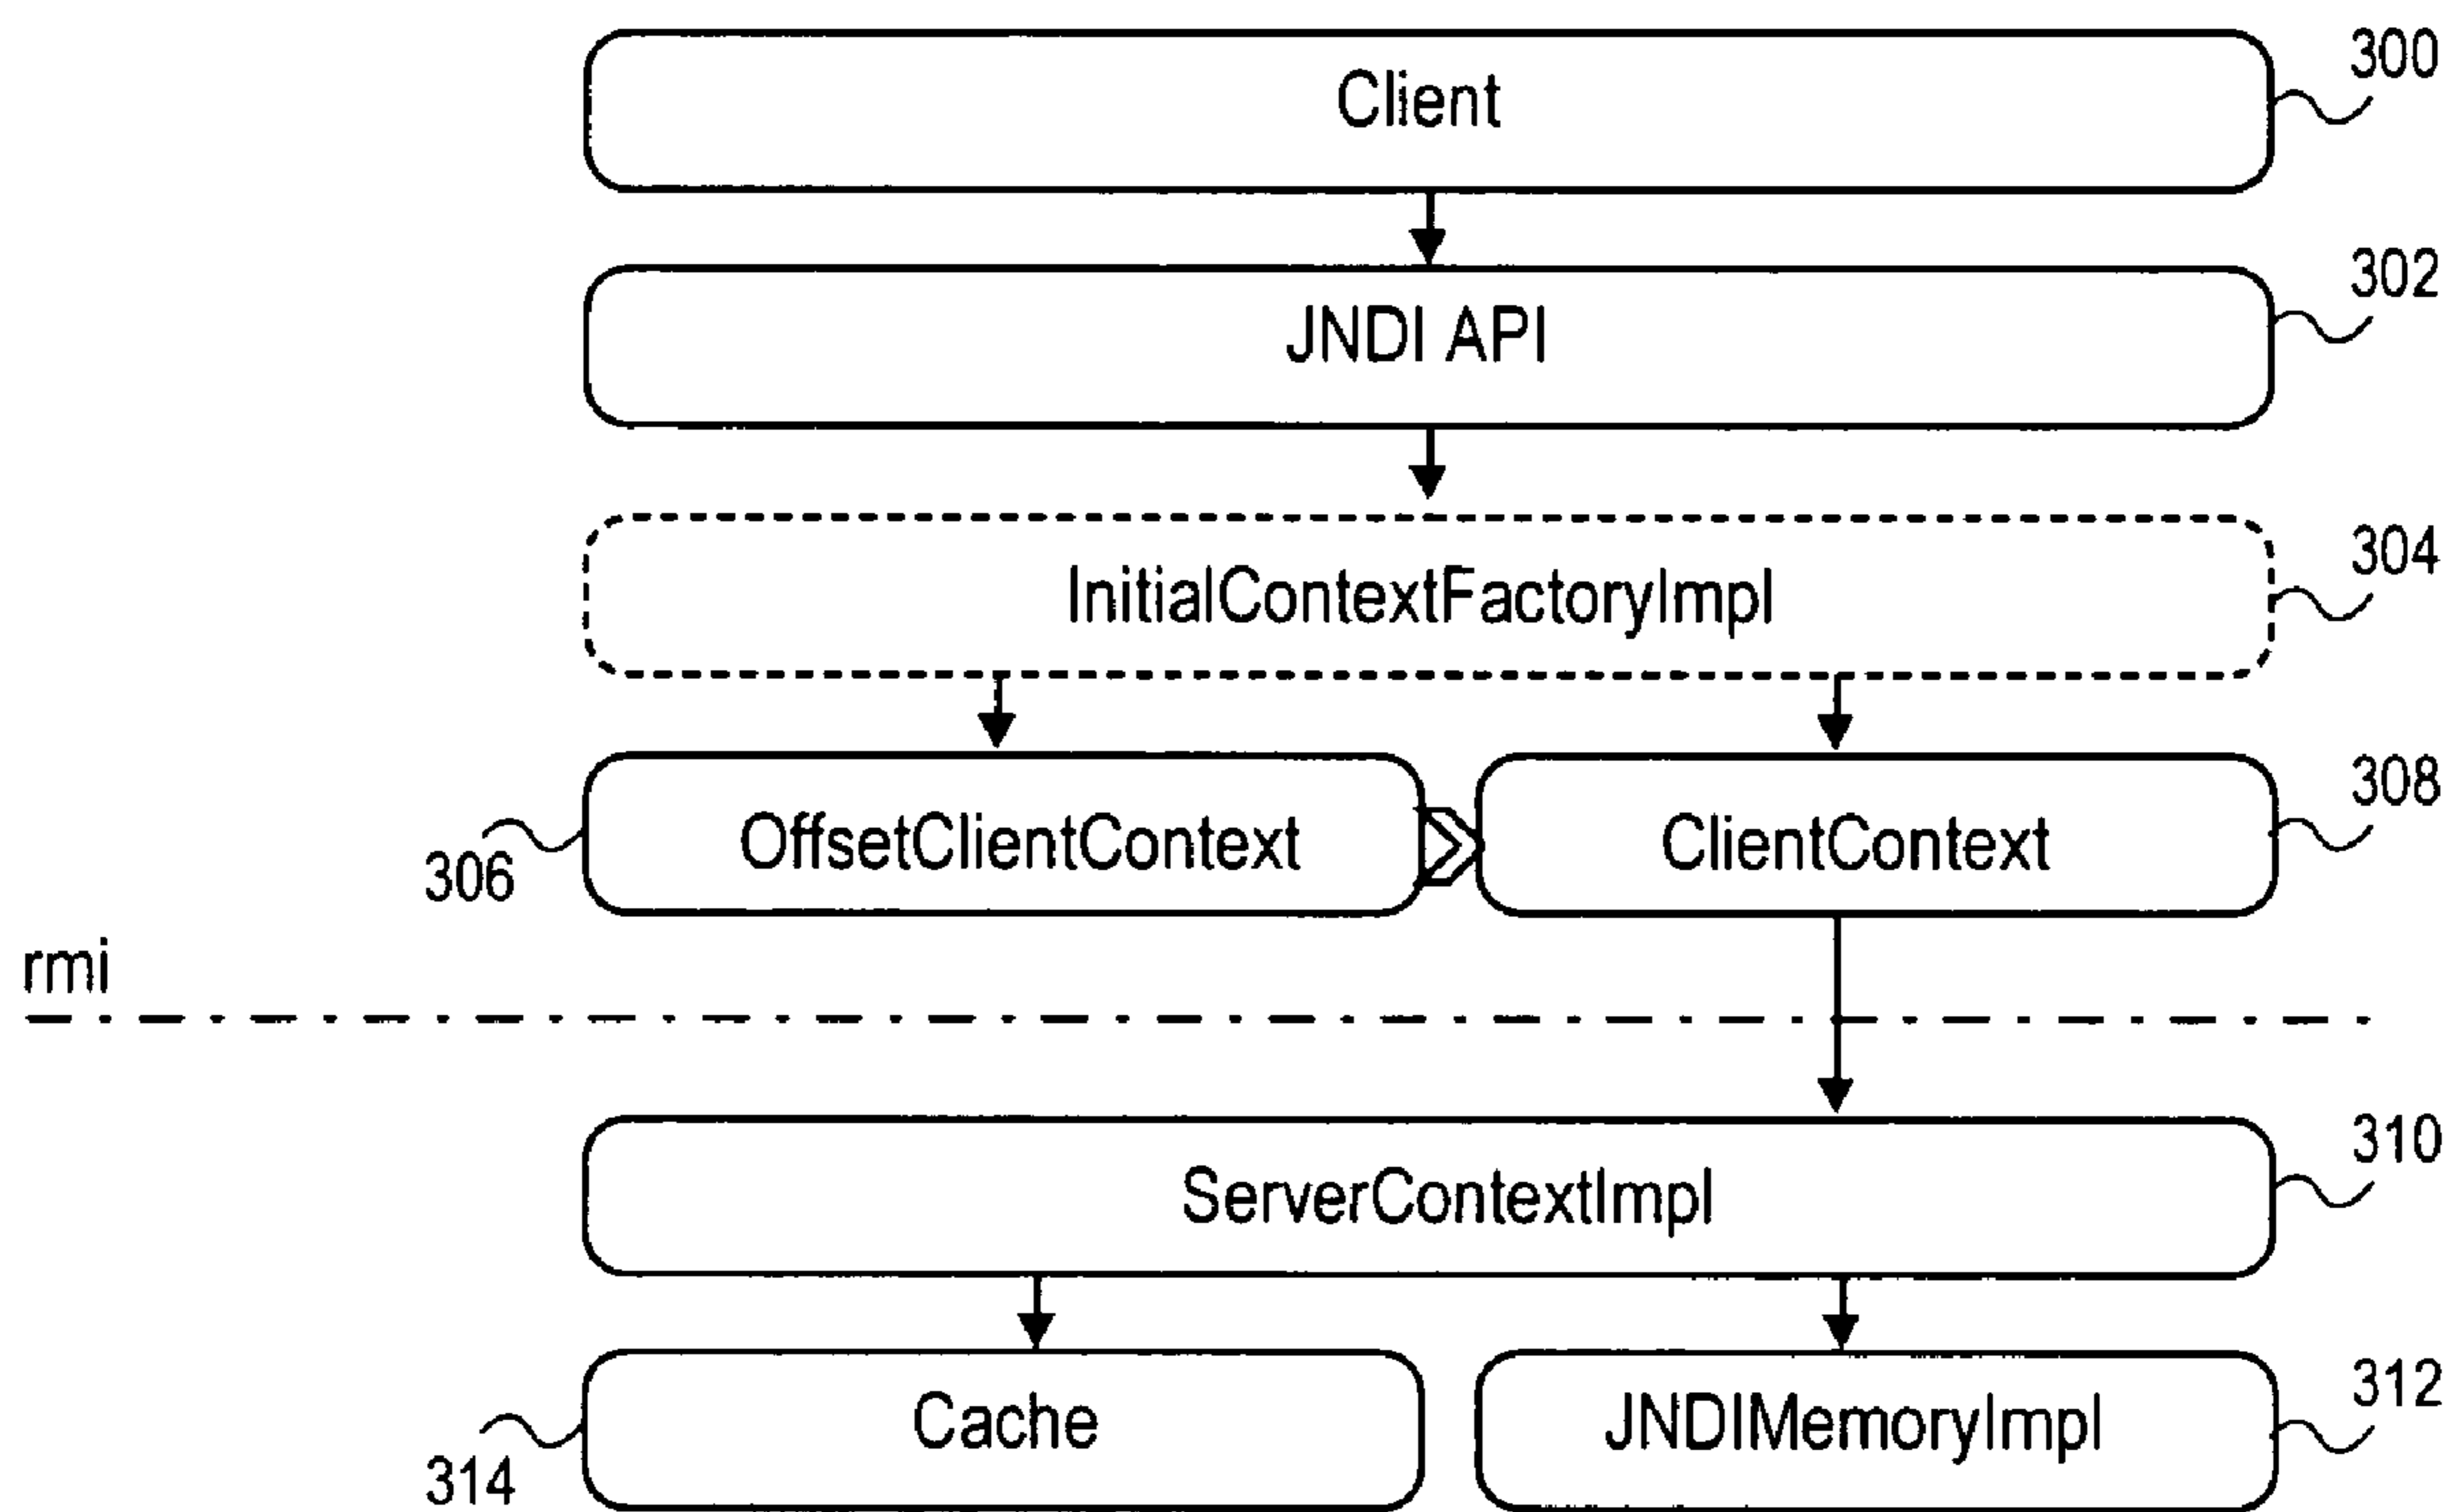 300
Client
302
JNDI API
304
InitialContextFactoryImpl
308
OffsetClientContext
ClientContext
306
rmi
310
ServerContextImpl
312
Cache
JNDIMemoryImpl
314